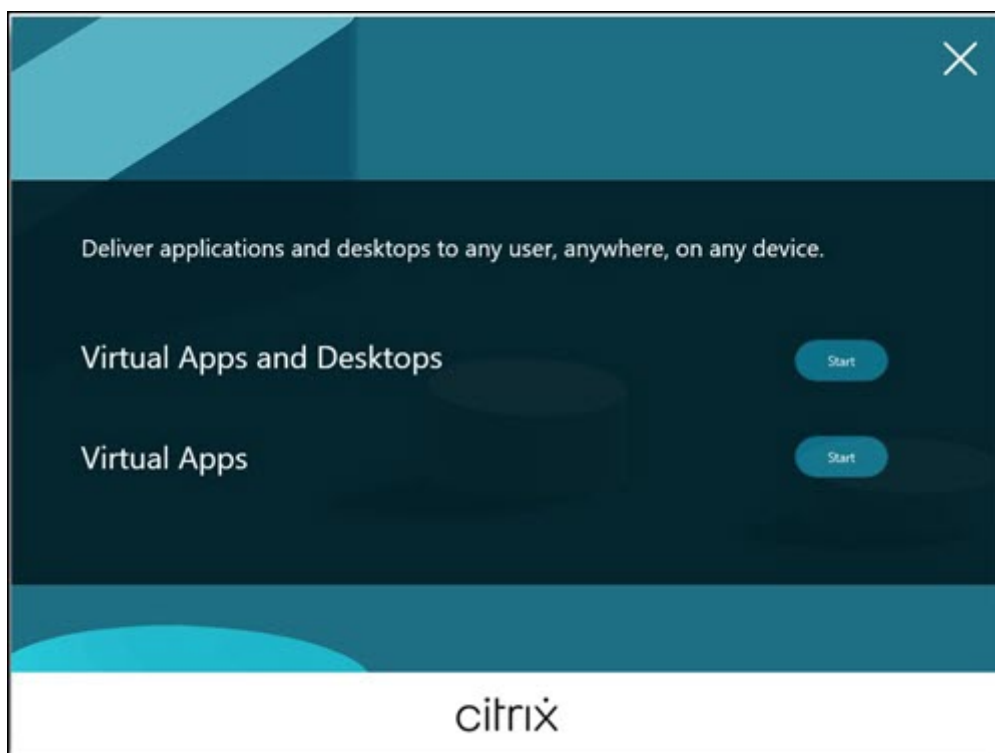 Deliver applications and desktops to any user, anywhere, on any device.
Virtual Apps and Desktops
Start
Virtual Apps
Start
citrix